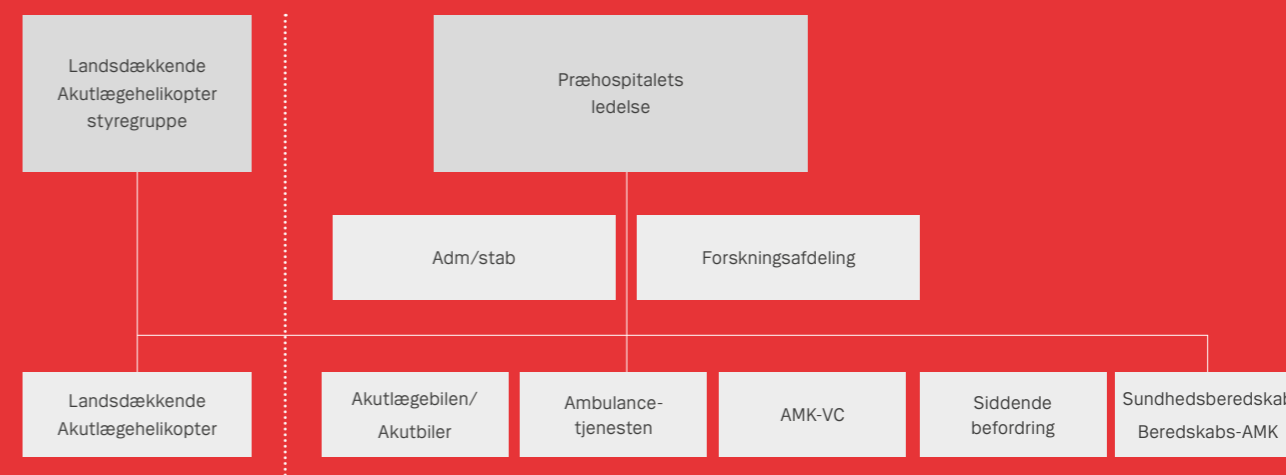 Landsdækkende
Akutlægehelikopter
styregruppe
Præhospitalets
ledelse
Adm/stab
Forskningsafdeling
Landsdækkende
Akutlægehelikopter
Akutlægebilen/
Akutbiler
Ambulance-
tjenesten
AMK-VC
Siddende
befordring
Sundhedsberedskab
Beredskabs-AMK